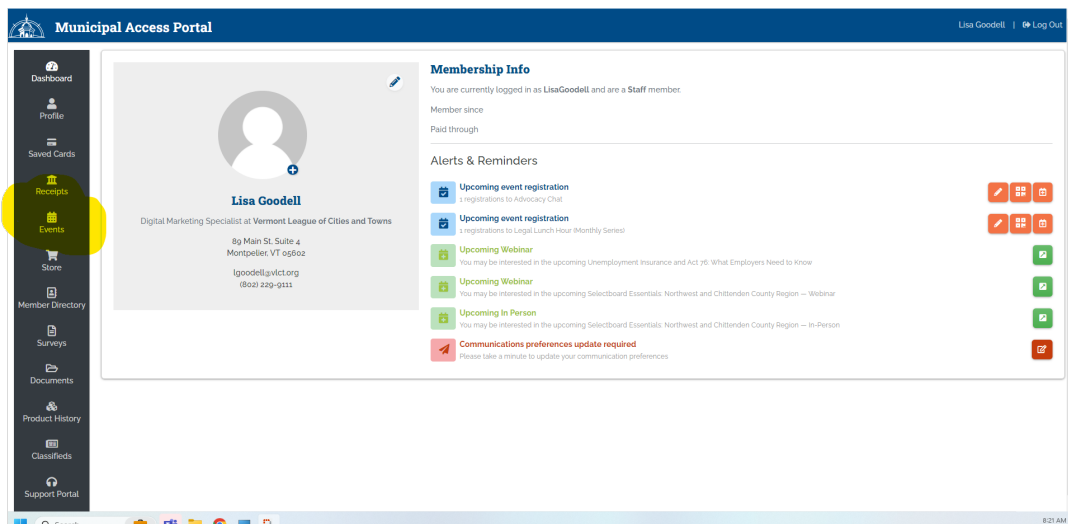 Municipal Access Portal
Lisa Goodell | Log Out
Dashboard
Profile
Saved Cards
Receipts
Events
Store
Member Directory
Surveys
Documents
Product History
Classifieds
Support Portal
Lisa Goodell
Digital Marketing Specialist at Vermont League of Cities and Towns
89 Main St, Suite 4
Montpelier, VT 05602
lgoodell@vlct.org
(802) 229-9111
Membership Info
You are currently logged in as LisaGoodell and are a Staff member.
Member since
Paid through
Alerts & Reminders
Upcoming event registration
1 registrations to Advocacy Chat
Upcoming event registration
1 registrations to Legal Lunch Hour (Monthly Series)
Upcoming Webinar
You may be interested in the upcoming Unemployment Insurance and Act 76: What Employers Need to Know
Upcoming Webinar
You may be interested in the upcoming Selectboard Essentials: Northwest and Chittenden County Region — Webinar
Upcoming In Person
You may be interested in the upcoming Selectboard Essentials: Northwest and Chittenden County Region — In-Person
Communications preferences update required
Please take a minute to update your communication preferences
Search
8:21 AM